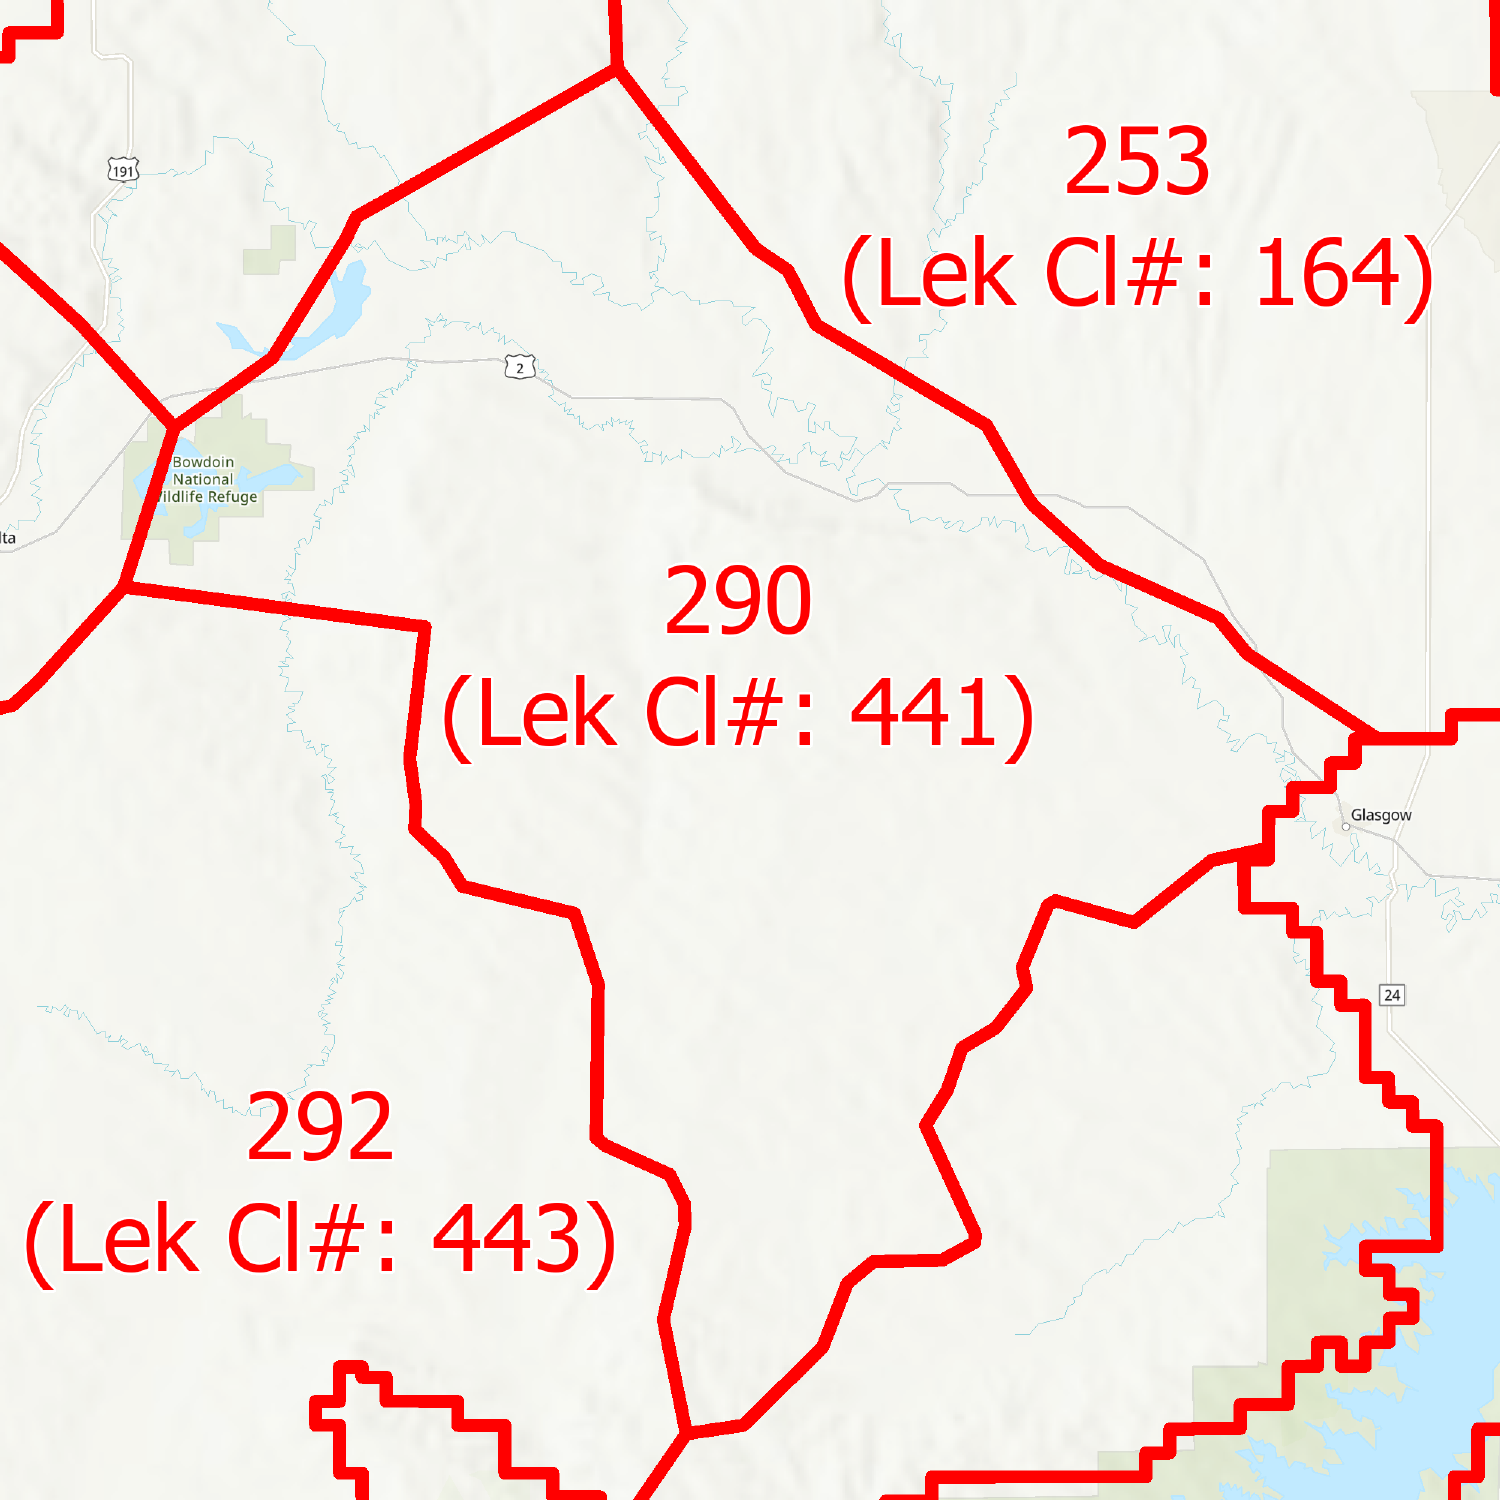 253
(Lek Cl#: 164)
191
2
Bowdoin
National
ildlife Refuge
lta
290
(Lek Cl#: 441)
Glasgow
24
292
(Lek Cl#: 443)